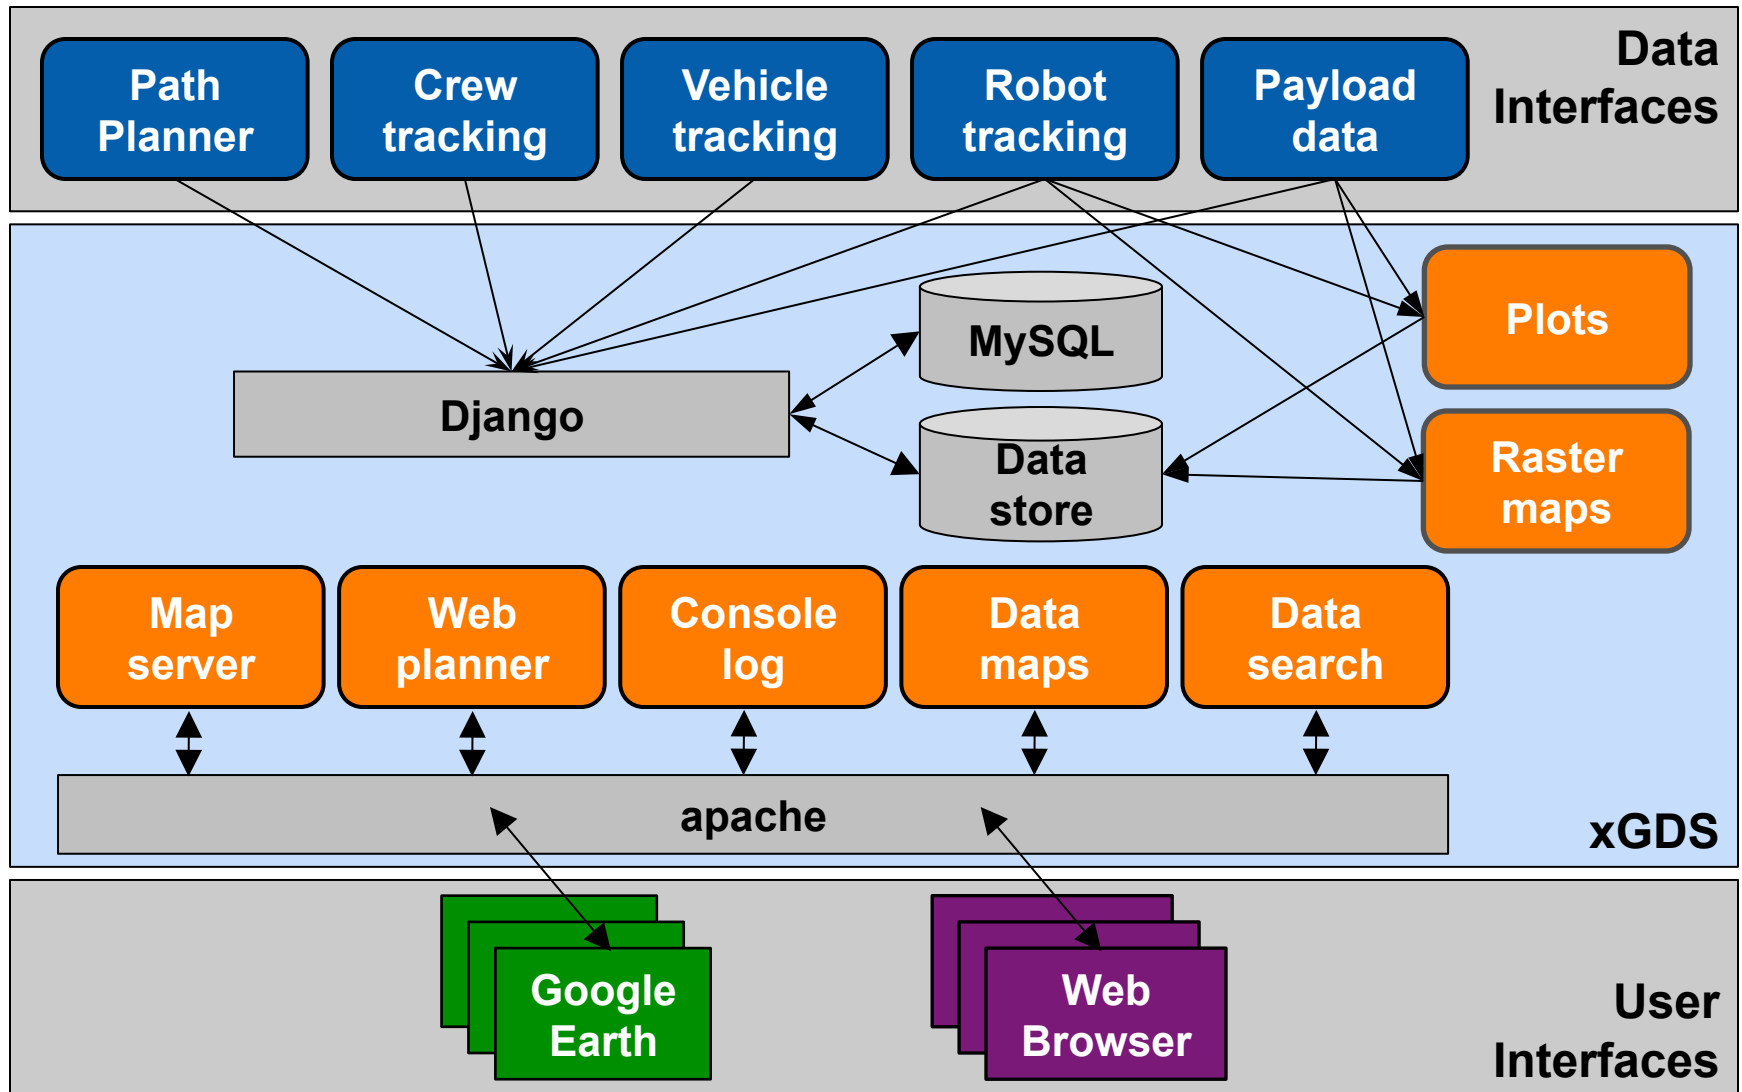 Data
Interfaces
Path
Planner
Crew
tracking
Vehicle
tracking
Robot
tracking
Payload
data
MySQL
Plots
Django
Data
store
Raster
maps
Map
server
Web
planner
Console
log
Data
maps
Data
search
apache
xGDS
Google
Earth
Web
Browser
User
Interfaces